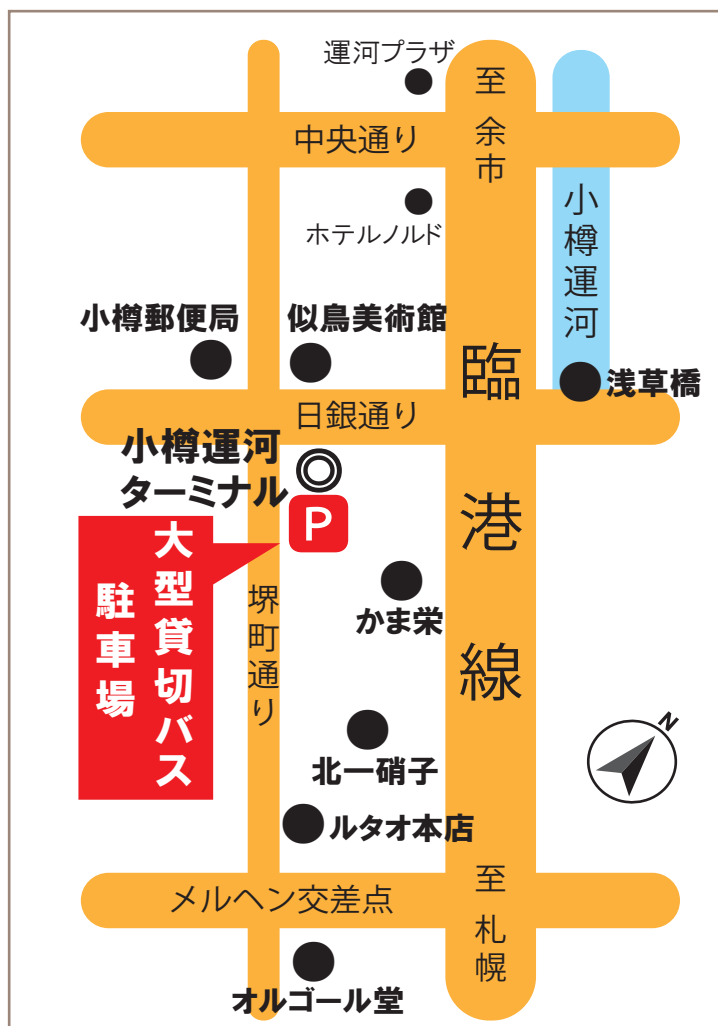 運河プラザ
至余市
中央通り
小樽運河
ホテルノルド
小樽郵便局
似鳥美術館
臨港線
浅草橋
日銀通り
小樽運河
ターミナル
P
大型貸切バス
駐車場
堺町通り
かま栄
N
北一硝子
ルタオ本店
至札幌
メルヘン交差点
オルゴール堂